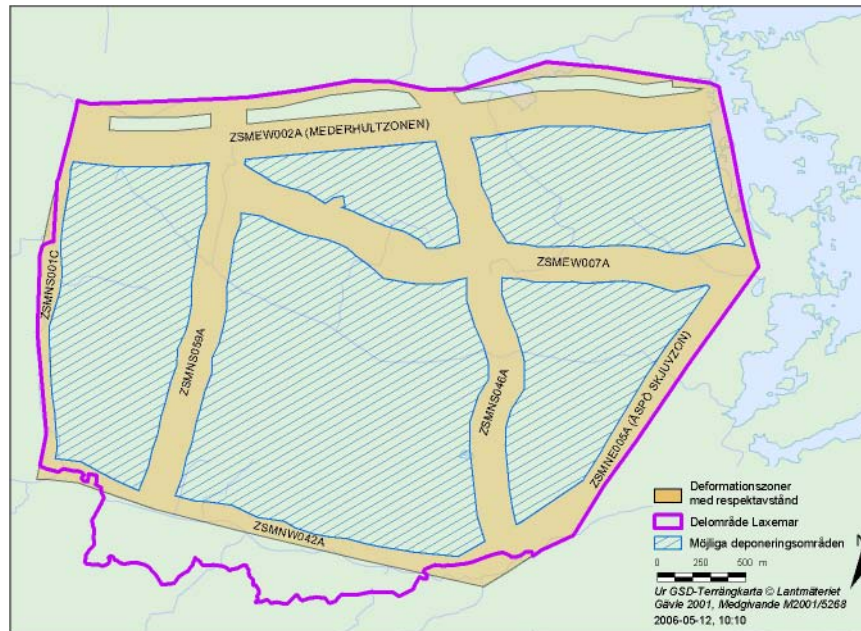 ZSMEW002A (MEDERHULTZONEN)
ZSMNS001C
ZSMEW007A
ZSMNS059A
ZSMNS046A
ZSMNE005A (ÄSPÖ SKJUVZON)
ZSMNW042A
Deformationszoner
med respektavstånd
Delområde Laxemar
Möjliga deponeringsområden
N
0 250 500 m
Ur GSD-Terrängkarta © Lantmäteriet
Gävle 2001, Medgivande M2001/5268
2006-05-12, 10:10